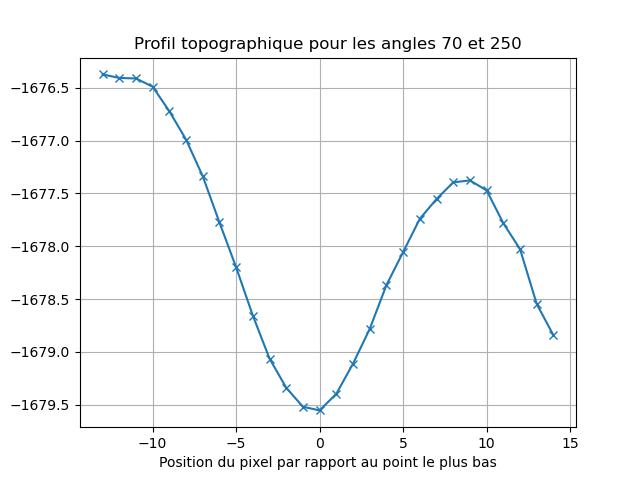 Profil topographique pour les angles 70 et 250
−1676.5
−1677.0
−1677.5
−1678.0
−1678.5
−1679.0
−1679.5
−10 −5 0 5 10 15
Position du pixel par rapport au point le plus bas